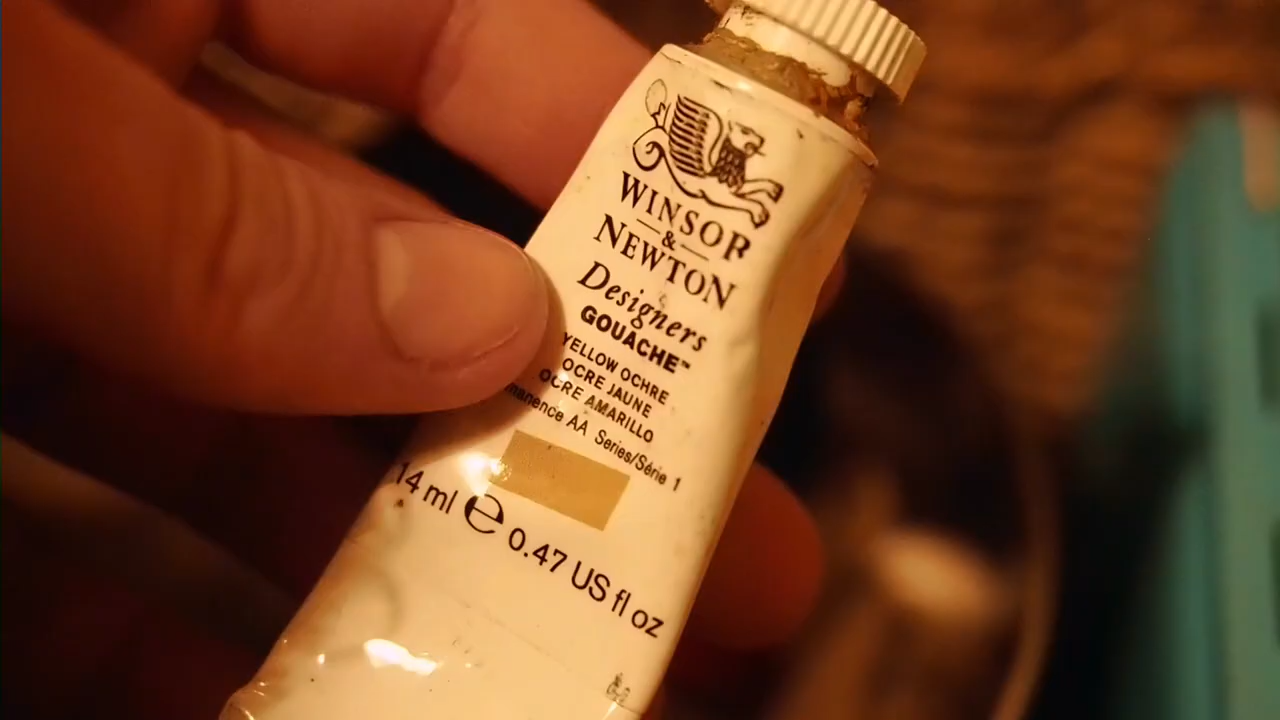 WINSOR
&
NEWTON
Designers
GOUACHE™
YELLOW OCHRE
OCRE JAUNE
OCRE AMARILLO
AA Series/Série 1
14 ml ℮ 0.47 US fl oz